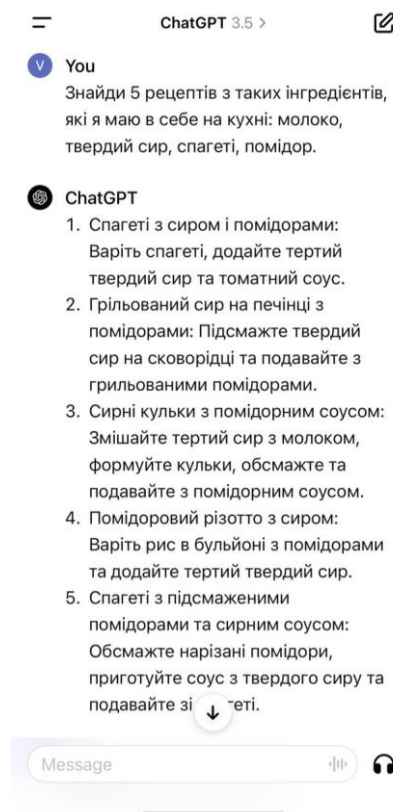 ChatGPT 3.5 >
V
You
Знайди 5 рецептів з таких інгредієнтів,
які я маю в себе на кухні: молоко,
твердий сир, спагеті, помідор.
ChatGPT
1. Спагеті з сиром і помідорами:
Варіть спагеті, додайте тертий
твердий сир та томатний соус.
2. Грільований сир на печінці з
помідорами: Підсмажте твердий
сир на сковорідці та подавайте з
грильованими помідорами.
3. Сирні кульки з помідорним соусом:
Змішайте тертий сир з молоком,
формуйте кульки, обсмажте та
подавайте з помідорним соусом.
4. Помідоровий різотто з сиром:
Варіть рис в бульйоні з помідорами
та додайте тертий твердий сир.
5. Спагеті з підсмаженими
помідорами та сирним соусом:
Обсмажте нарізані помідори,
приготуйте соус з твердого сиру та
подавайте зі еті.
Message